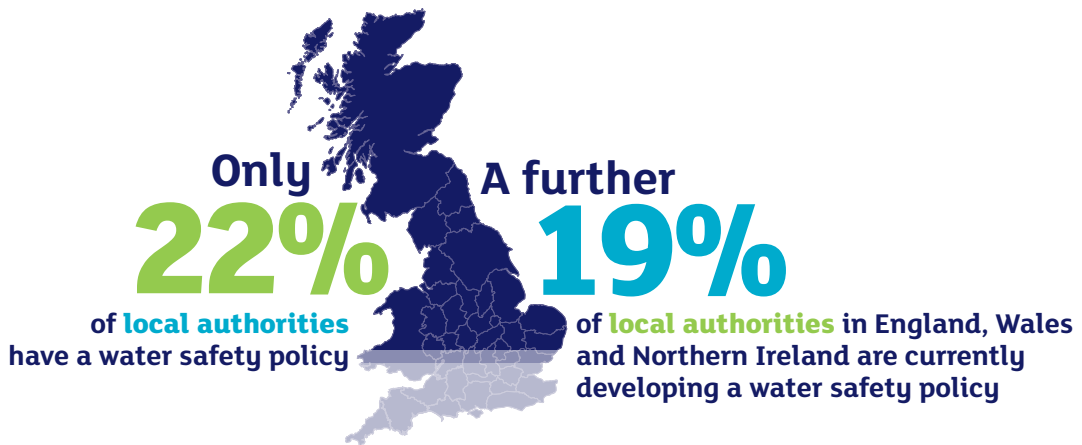 Only
22%
of local authorities
have a water safety policy
A further
19%
of local authorities in England, Wales
and Northern Ireland are currently
developing a water safety policy